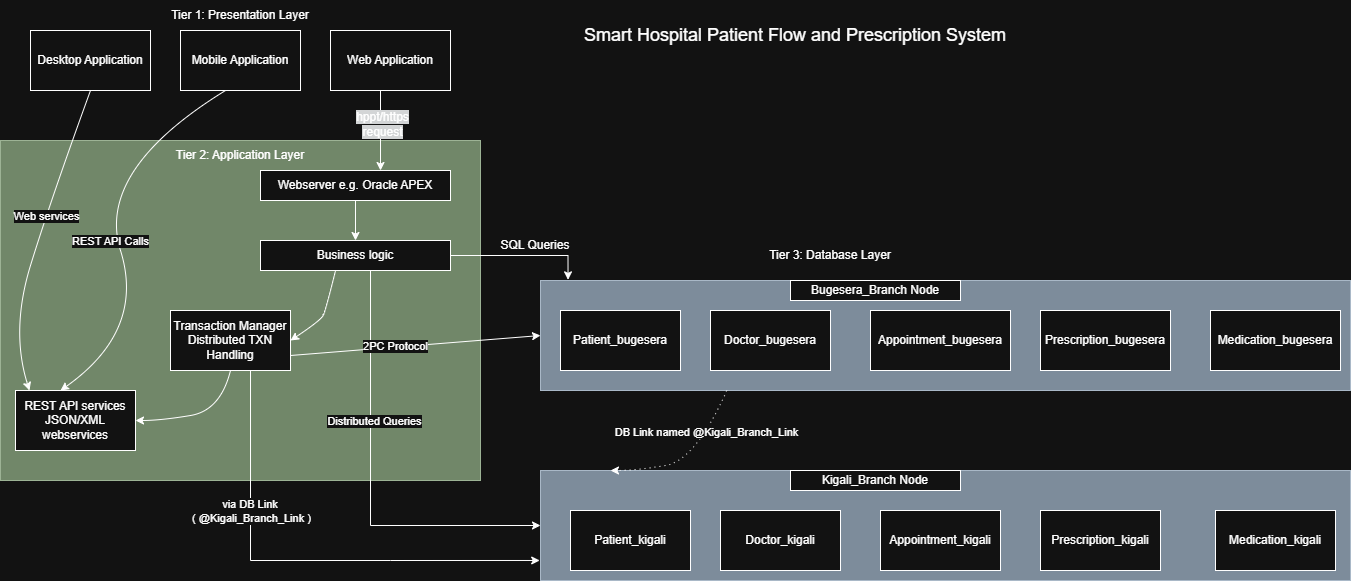 Tier 1: Presentation Layer
Smart Hospital Patient Flow and Prescription System
Desktop Application
Mobile Application
Web Application
hppt/https
request
Tier 2: Application Layer
Webserver e.g. Oracle APEX
Web services
REST API Calls
Business logic
SQL Queries
Tier 3: Database Layer
Bugesera_Branch Node
Transaction Manager
Distributed TXN
Handling
2PC Protocol
Patient_bugesera
Doctor_bugesera
Appointment_bugesera
Prescription_bugesera
Medication_bugesera
REST API services
JSON/XML
webservices
Distributed Queries
DB Link named @Kigali_Branch_Link
Kigali_Branch Node
via DB Link
( @Kigali_Branch_Link )
Patient_kigali
Doctor_kigali
Appointment_kigali
Prescription_kigali
Medication_kigali